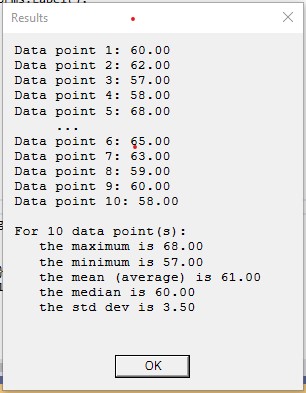 Results
Data point 1: 60.00
Data point 2: 62.00
Data point 3: 57.00
Data point 4: 58.00
Data point 5: 68.00
...
Data point 6: 65.00
Data point 7: 63.00
Data point 8: 59.00
Data point 9: 60.00
Data point 10: 58.00
For 10 data point(s):
the maximum is 68.00
the minimum is 57.00
the mean (average) is 61.00
the median is 60.00
the std dev is 3.50
OK